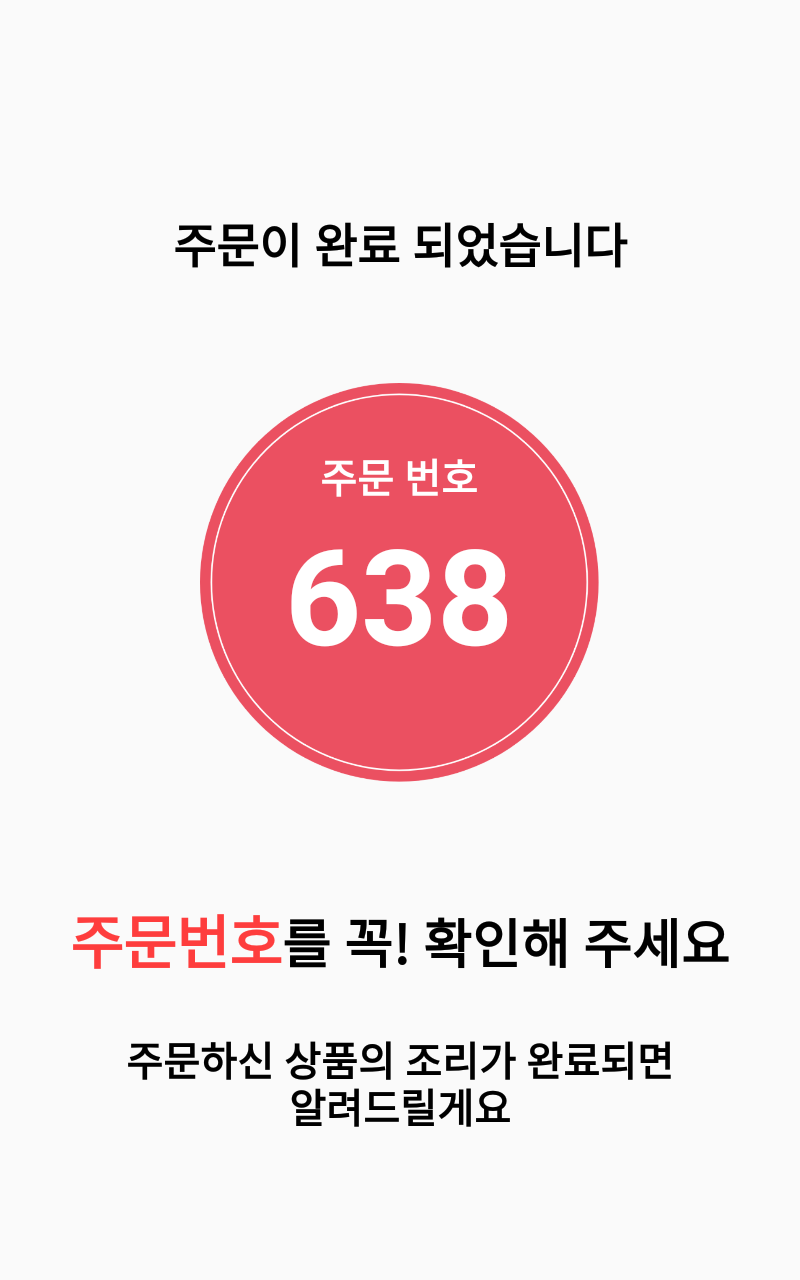 주문이 완료 되었습니다
주문 번호
638
주문번호를 꼭! 확인해 주세요
주문하신 상품의 조리가 완료되면
알려드릴게요